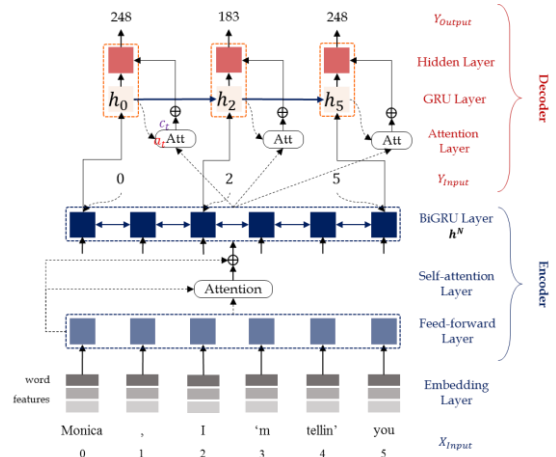 248 183 248 Y_Output
Hidden Layer
h_0 h_2 h_5 GRU Layer
⊕ ⊕ ⊕
c_t
u_t Att Att Att Attention Layer
0 2 5 Y_Input
Decoder
BiGRU Layer
h^N
⊕
Attention Self-attention Layer
Feed-forward Layer
Encoder
word
features
Embedding Layer
Monica , I 'm tellin' you X_Input
0 1 2 3 4 5